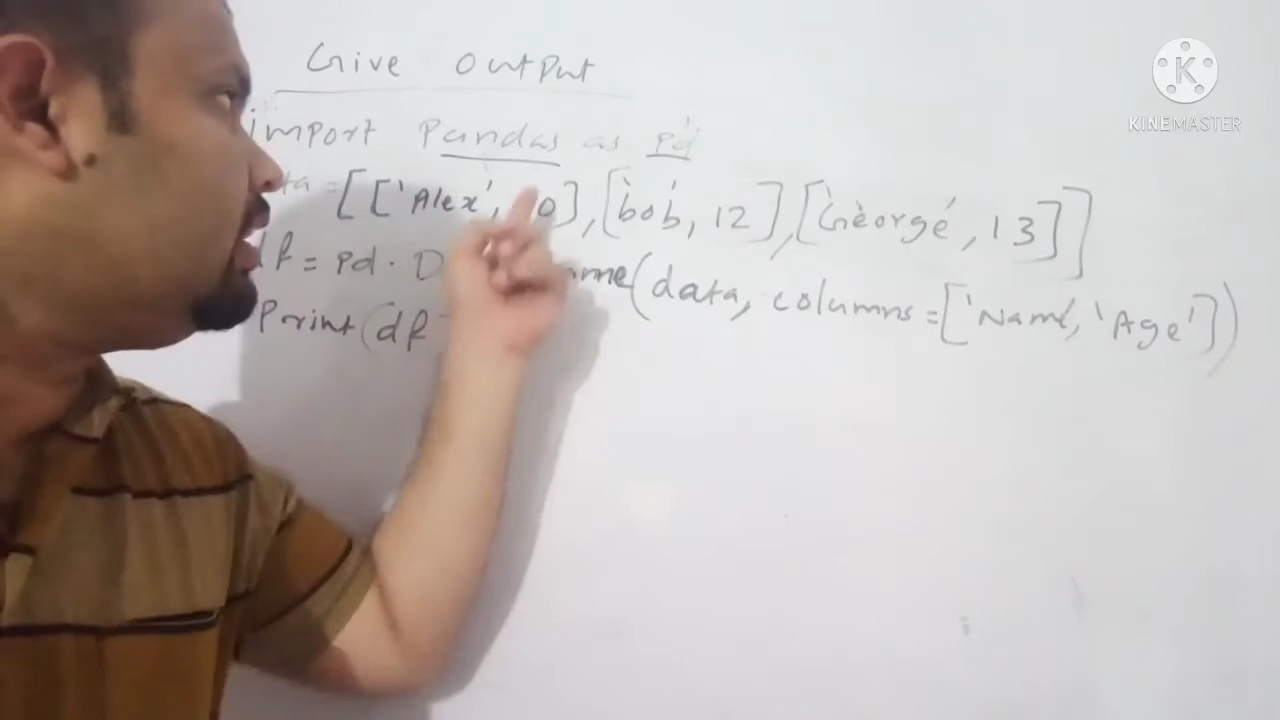 Give output
import Pandas as pd
= [['Alex', 0], ['bob', 12], ['George', 13]]
= pd. (data, columns = ['Name', 'Age'])
Print(df
KINEMASTER